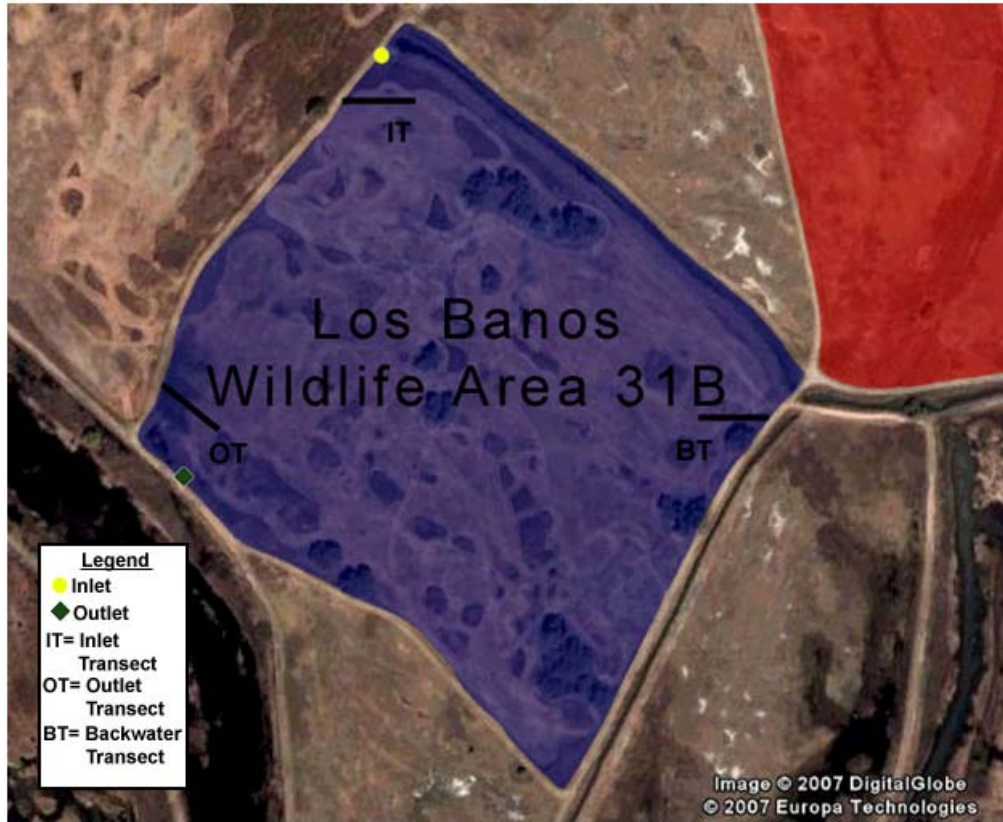 IT
Los Banos
Wildlife Area 31B
OT
BT
Legend
Inlet
Outlet
IT= Inlet
Transect
OT= Outlet
Transect
BT= Backwater
Transect
Image © 2007 DigitalGlobe
© 2007 Europa Technologies